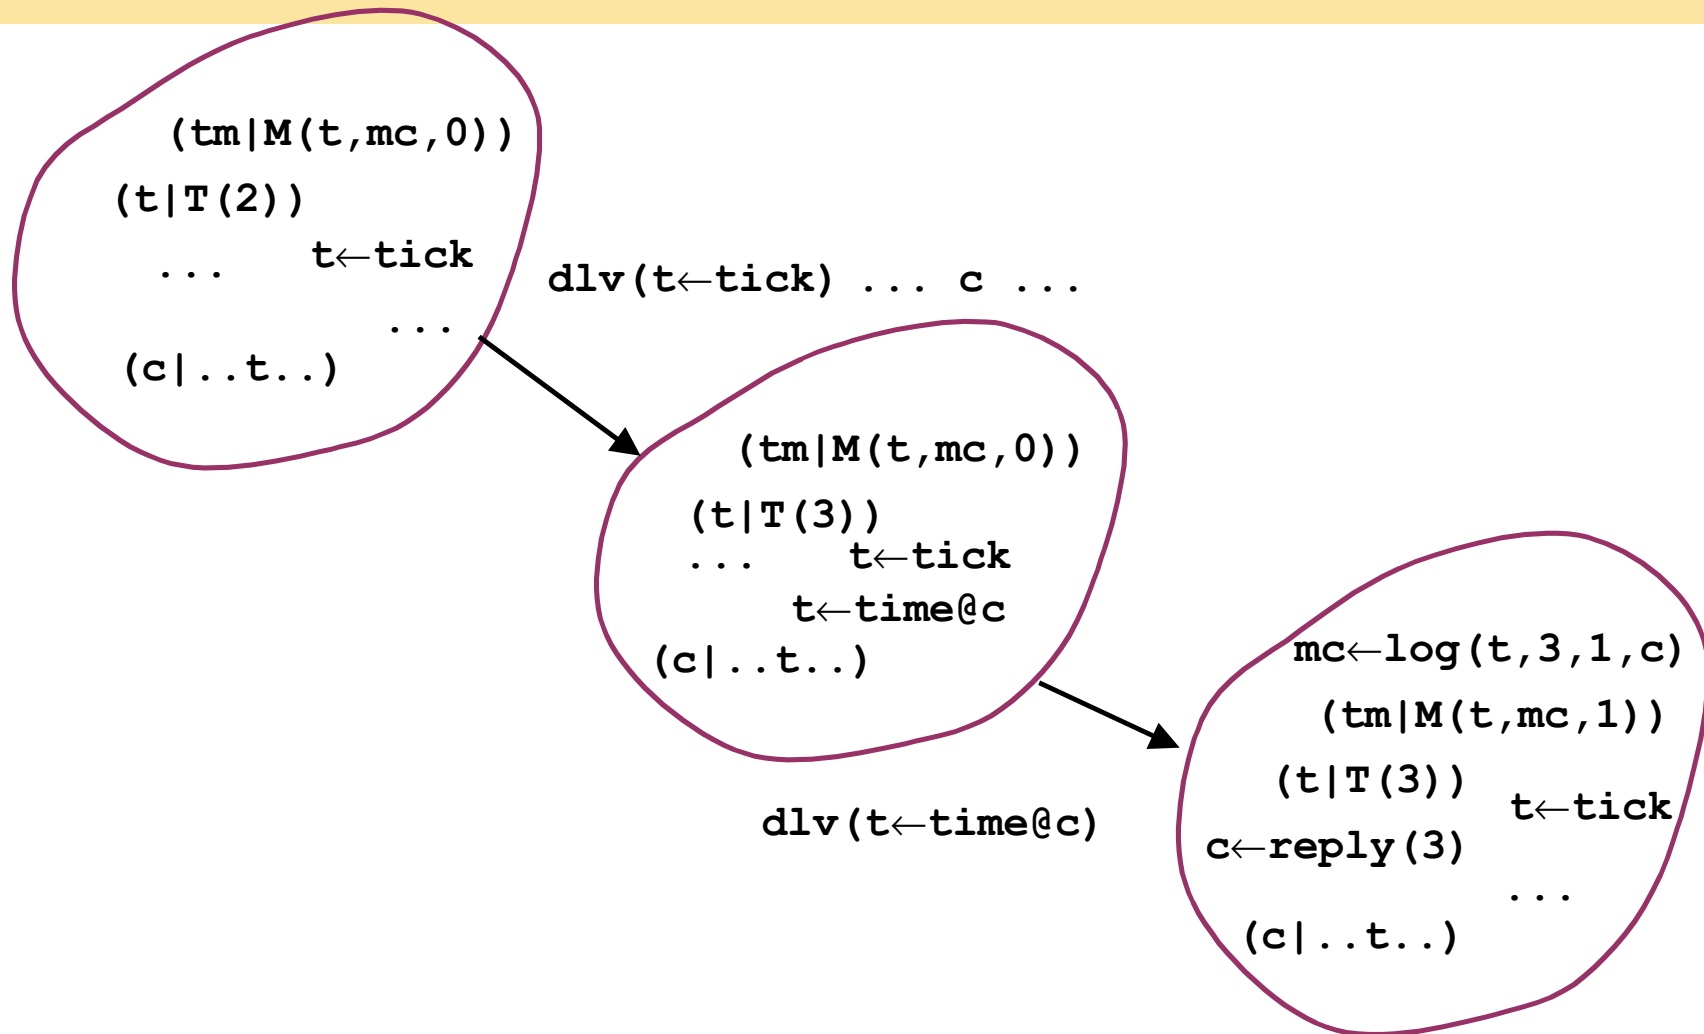 (tm|M(t,mc,0))
(t|T(2))
... t←tick
...
(c|..t..)
dlv(t←tick) ... c ...
(tm|M(t,mc,0))
(t|T(3))
... t←tick
t←time@c
(c|..t..)
dlv(t←time@c)
mc←log(t,3,1,c)
(tm|M(t,mc,1))
(t|T(3))
t←tick
c←reply(3)
...
(c|..t..)